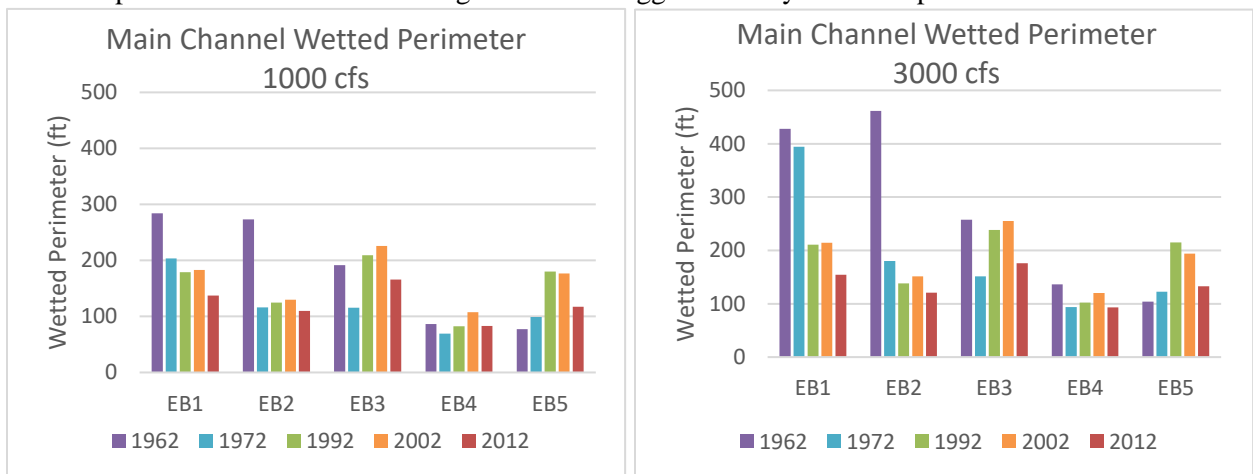 Main Channel Wetted Perimeter
1000 cfs
Wetted Perimeter (ft)
500
400
300
200
100
0
EB1 EB2 EB3 EB4 EB5
1962 1972 1992 2002 2012
Main Channel Wetted Perimeter
3000 cfs
Wetted Perimeter (ft)
500
400
300
200
100
0
EB1 EB2 EB3 EB4 EB5
1962 1972 1992 2002 2012